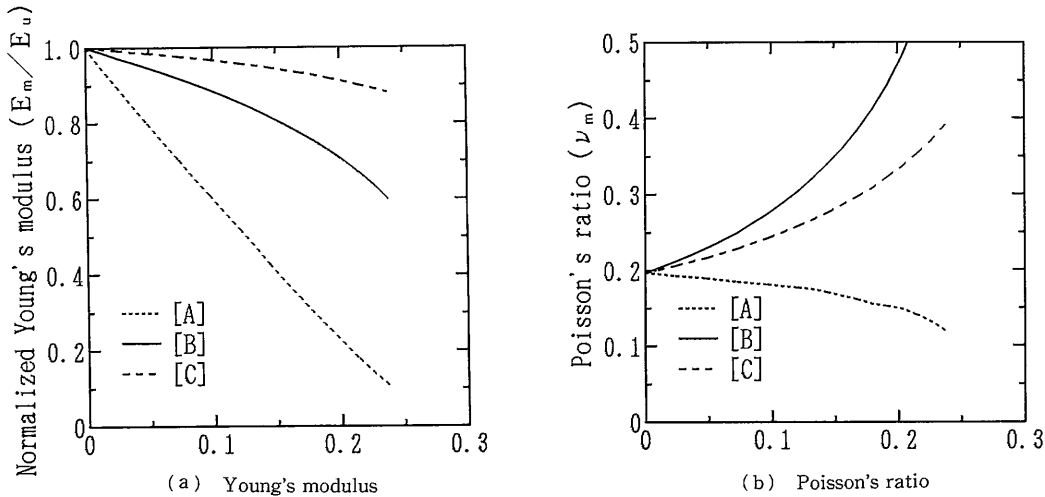 Normalized Young's modulus (Em/Eu)
1.0
0.8
0.6
0.4
0.2
0
[A]
[B]
[C]
0 0.1 0.2 0.3
(a) Young's modulus
Poisson's ratio (νm)
0.5
0.4
0.3
0.2
0.1
0
[A]
[B]
[C]
0 0.1 0.2 0.3
(b) Poisson's ratio